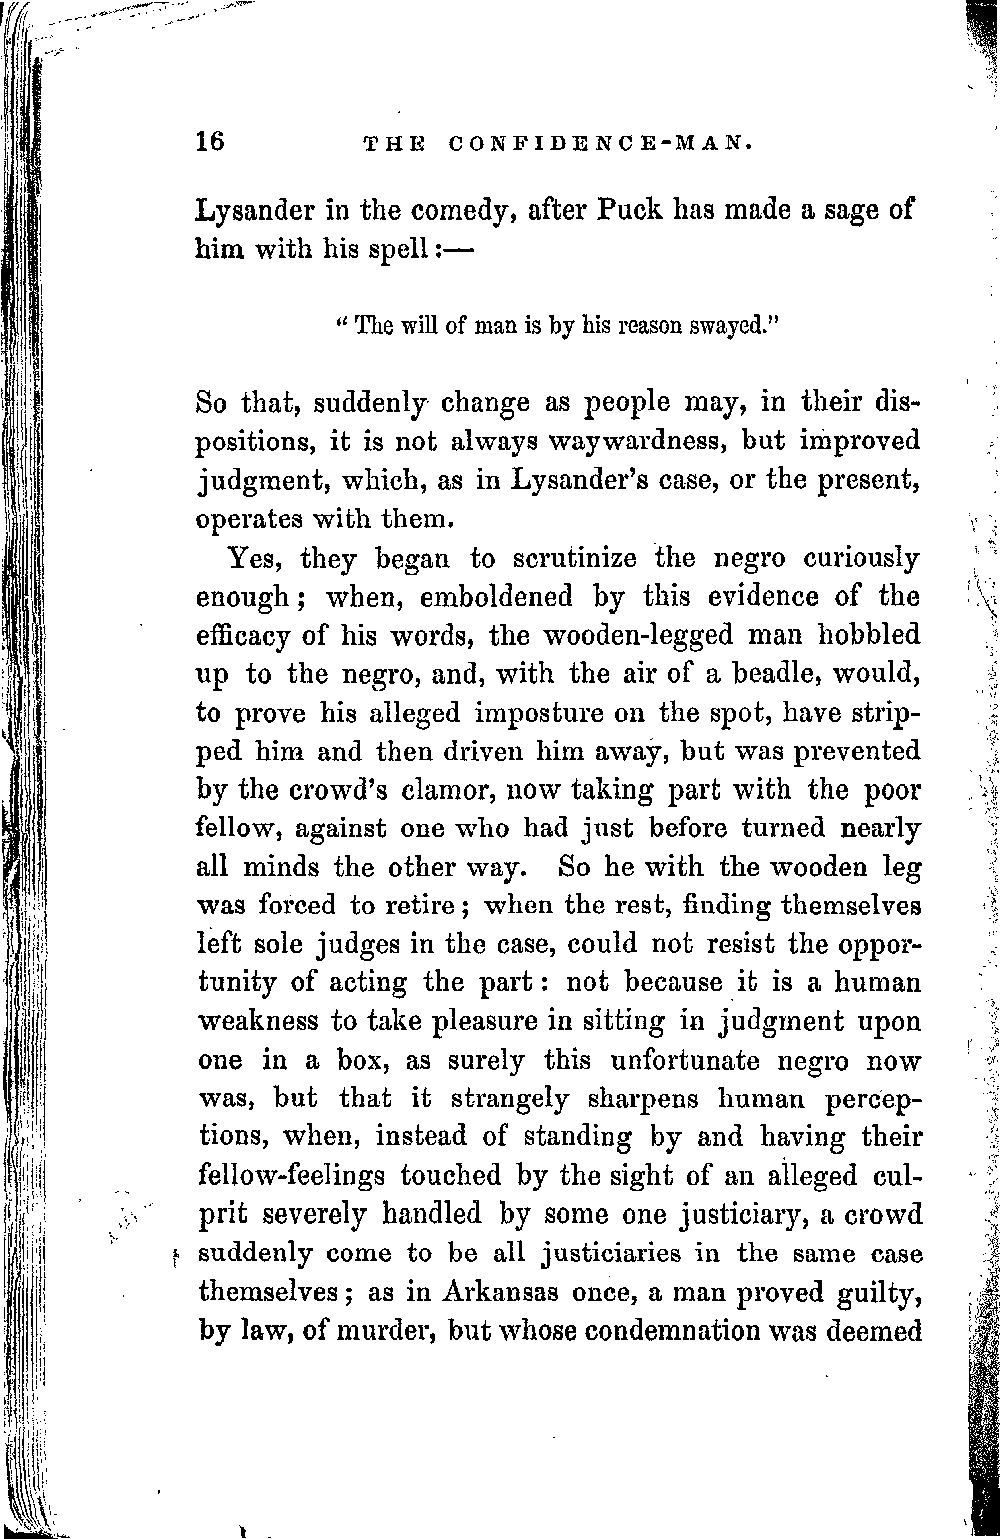 16 THE CONFIDENCE-MAN.
Lysander in the comedy, after Puck has made a sage of
him with his spell:—
"The will of man is by his reason swayed."
So that, suddenly change as people may, in their dis-
positions, it is not always waywardness, but improved
judgment, which, as in Lysander's case, or the present,
operates with them.
Yes, they began to scrutinize the negro curiously
enough; when, emboldened by this evidence of the
efficacy of his words, the wooden-legged man hobbled
up to the negro, and, with the air of a beadle, would,
to prove his alleged imposture on the spot, have strip-
ped him and then driven him away, but was prevented
by the crowd's clamor, now taking part with the poor
fellow, against one who had just before turned nearly
all minds the other way. So he with the wooden leg
was forced to retire; when the rest, finding themselves
left sole judges in the case, could not resist the oppor-
tunity of acting the part: not because it is a human
weakness to take pleasure in sitting in judgment upon
one in a box, as surely this unfortunate negro now
was, but that it strangely sharpens human percep-
tions, when, instead of standing by and having their
fellow-feelings touched by the sight of an alleged cul-
prit severely handled by some one justiciary, a crowd
suddenly come to be all justiciaries in the same case
themselves; as in Arkansas once, a man proved guilty,
by law, of murder, but whose condemnation was deemed